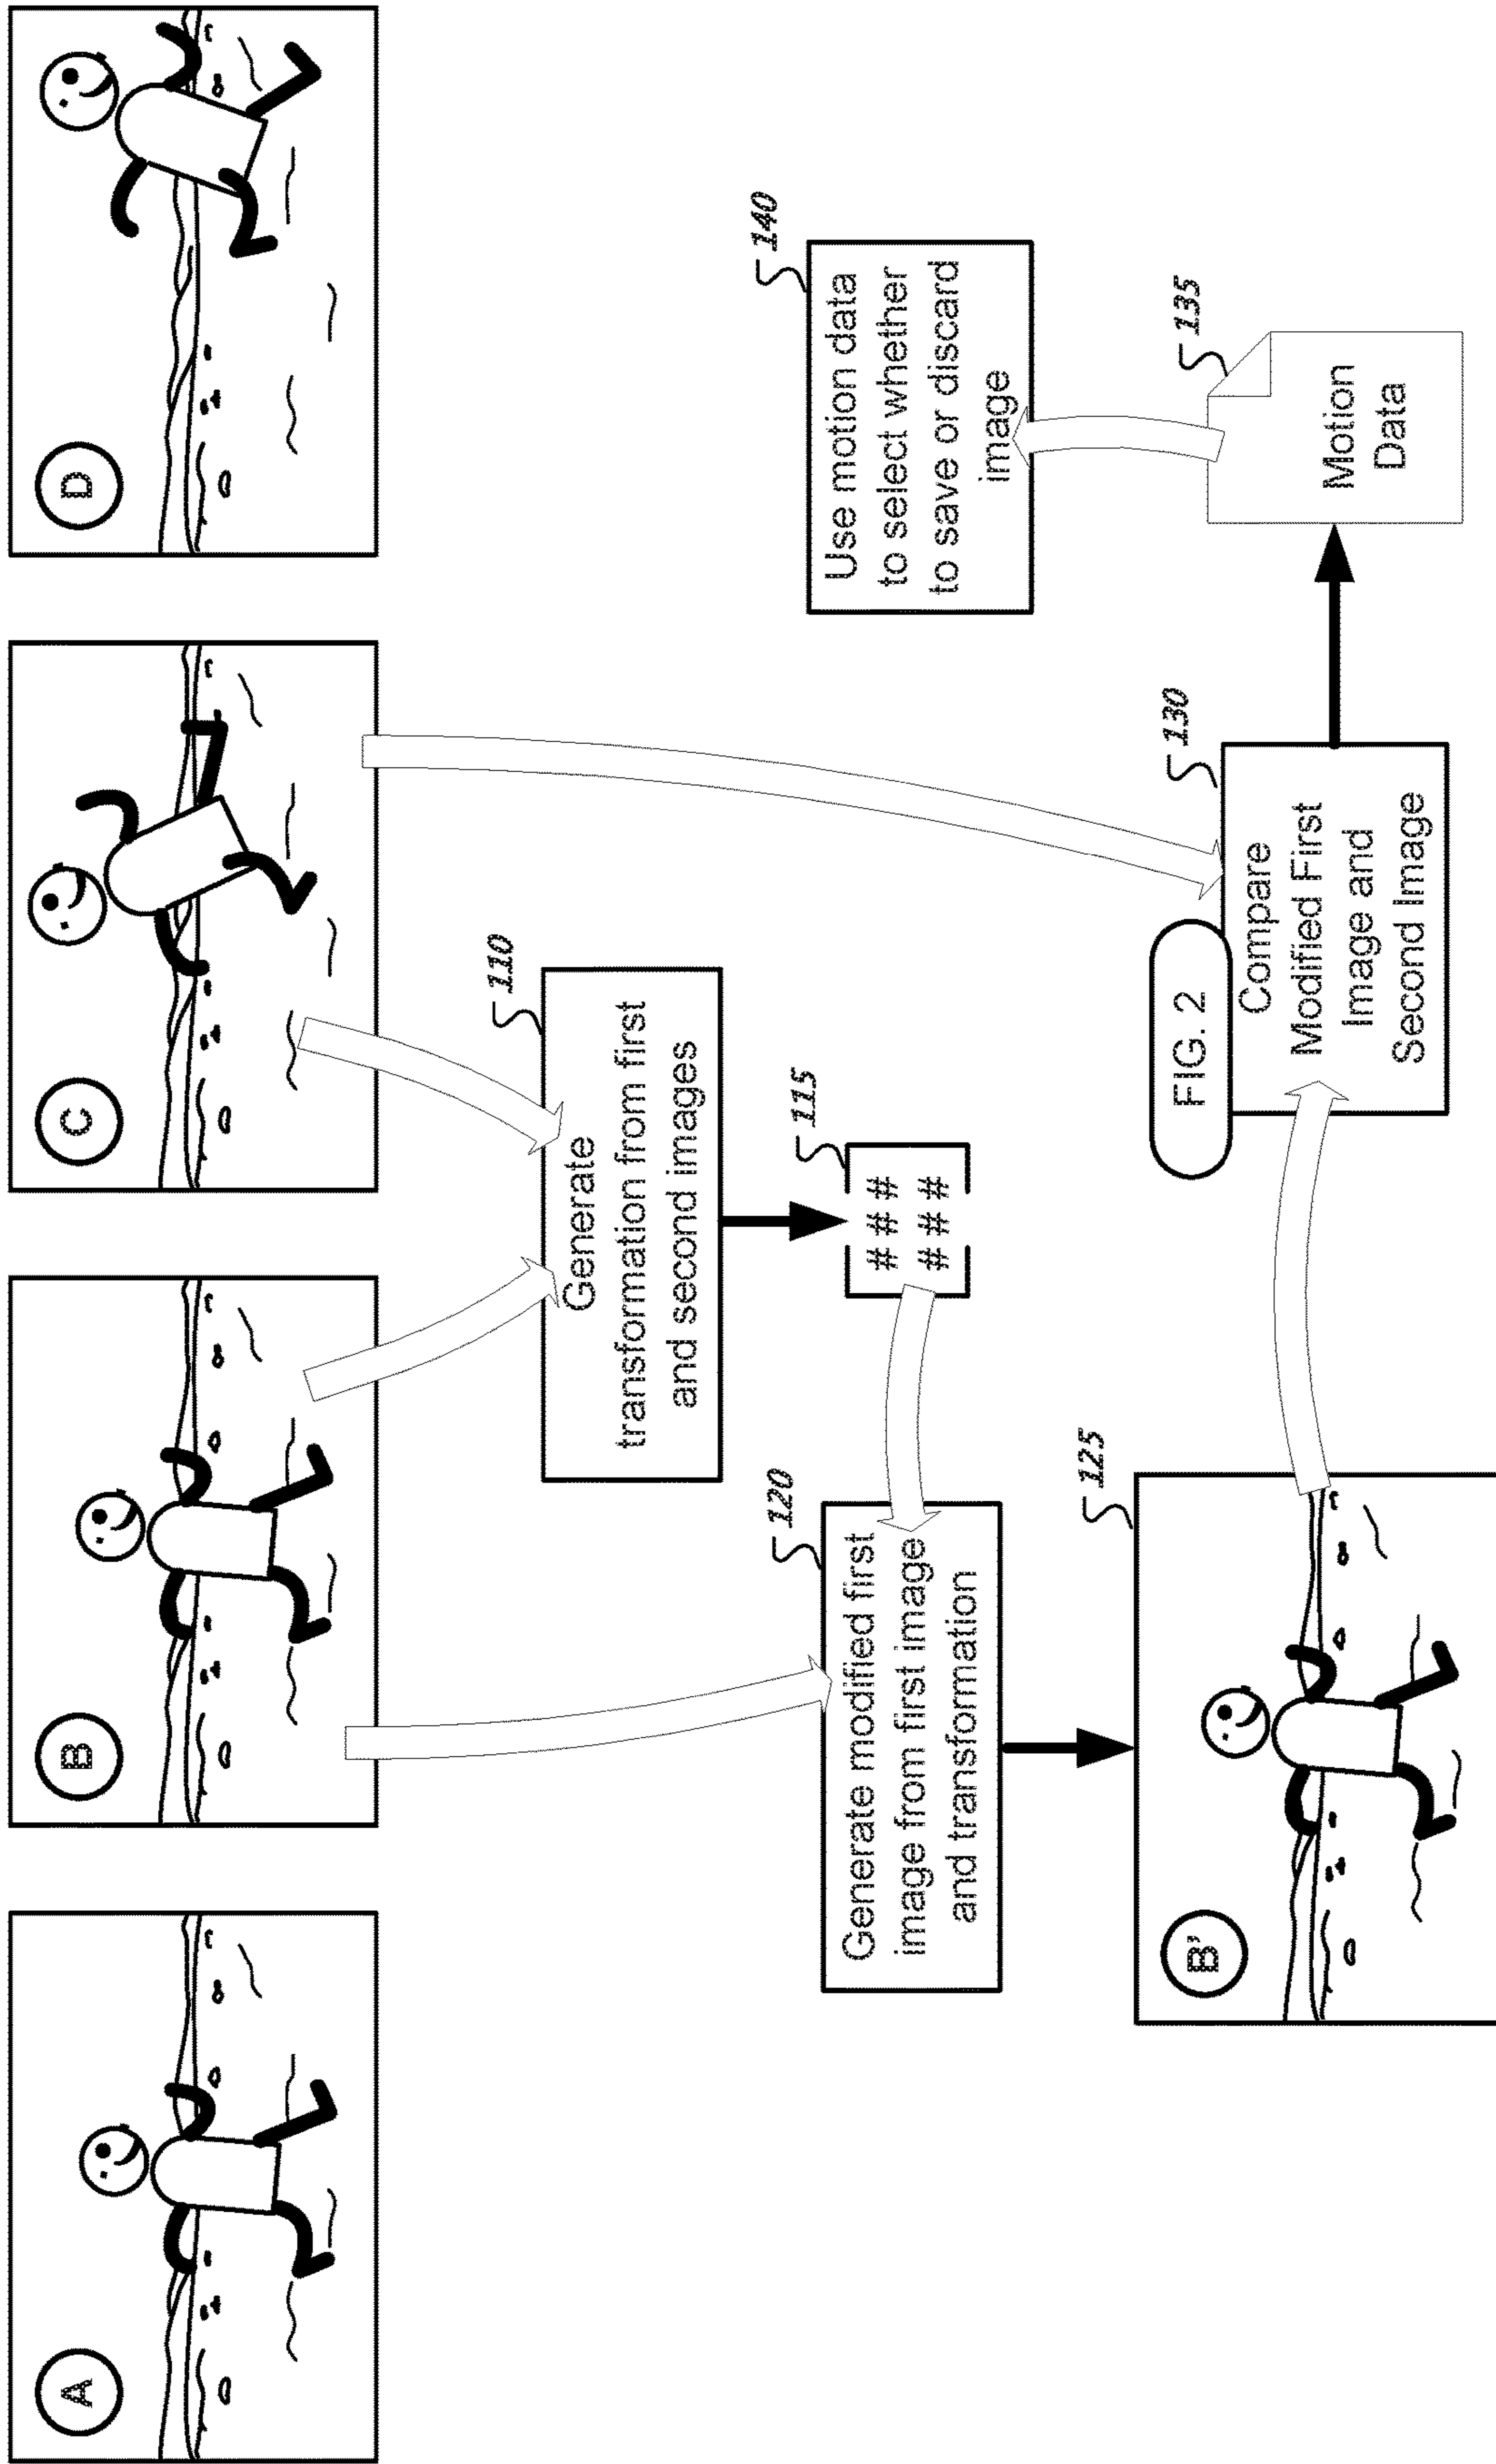 A
B
C
D
110
Generate
transformation from first
and second images
115
# # #
# # #
120
Generate modified first
image from first image
and transformation
125
B'
FIG. 2
130
Compare
Modified First
Image and
Second Image
135
Motion
Data
140
Use motion data
to select whether
to save or discard
image